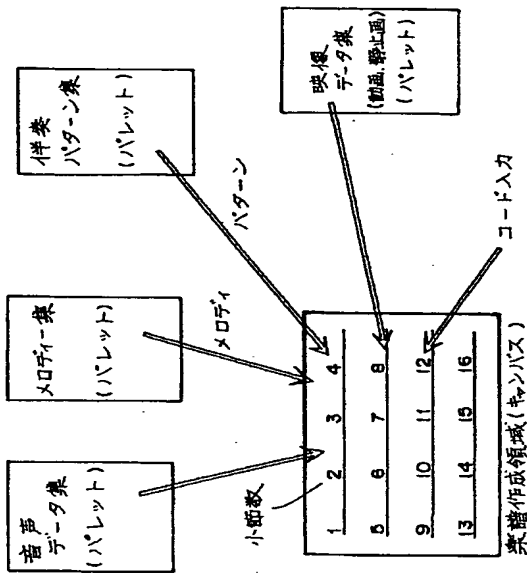 音声
データ集
(パレット)
メロディー集
(パレット)
伴奏
パターン集
(パレット)
映像
データ集
(動画,静止画)
(パレット)
メロディ
パターン
コード入力
小節数
1 2 3 4
5 6 7 8
9 10 11 12
13 14 15 16
楽譜作成領域(キャンバス)